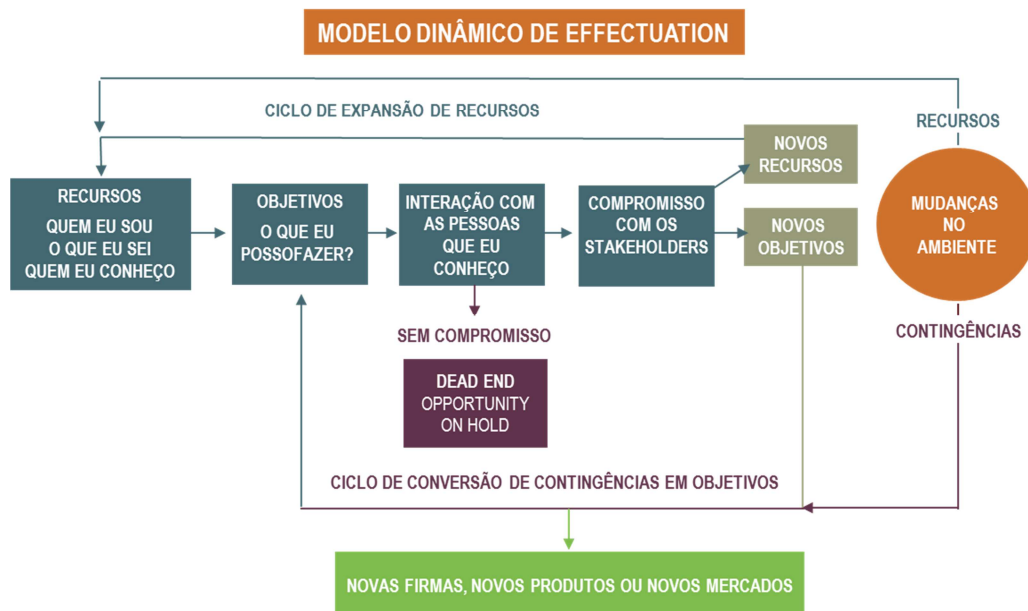 MODELO DINÂMICO DE EFFECTUATION
CICLO DE EXPANSÃO DE RECURSOS
RECURSOS
NOVOS
RECURSOS
RECURSOS
QUEM EU SOU
O QUE EU SEI
QUEM EU CONHEÇO
OBJETIVOS
O QUE EU
POSSOFAZER?
INTERAÇÃO COM
AS PESSOAS
QUE EU
CONHEÇO
COMPROMISSO
COM OS
STAKEHOLDERS
NOVOS
OBJETIVOS
MUDANÇAS
NO
AMBIENTE
SEM COMPROMISSO
CONTINGÊNCIAS
DEAD END
OPPORTUNITY
ON HOLD
CICLO DE CONVERSÃO DE CONTINGÊNCIAS EM OBJETIVOS
NOVAS FIRMAS, NOVOS PRODUTOS OU NOVOS MERCADOS